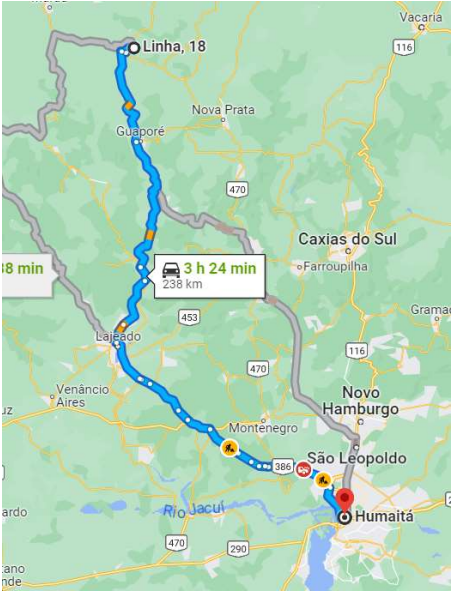 Vacaria
Linha, 18
116
Nova Prata
Guaporé
470
Caxias do Sul
Farroupilha
38 min
3 h 24 min
238 km
453
Gramad
116
Lajeado
470
Venâncio
Aires
Novo
Hamburgo
Montenegro
São Leopoldo
386
Rio Jacuí
Humaitá
ardo
470
290
tano
nde